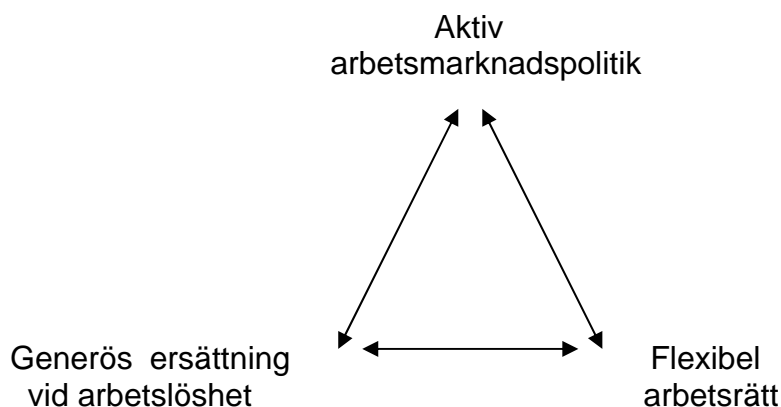 Aktiv
arbetsmarknadspolitik
Generös ersättning
vid arbetslöshet
Flexibel
arbetsrätt